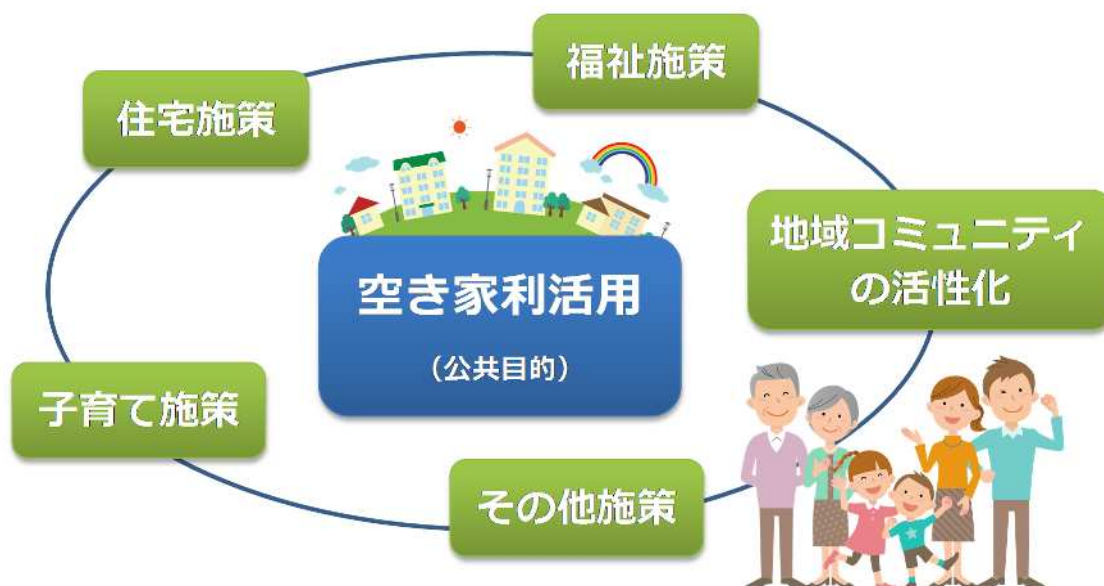 福祉施策
住宅施策
地域コミュニティ
の活性化
空き家利活用
(公共目的)
子育て施策
その他施策